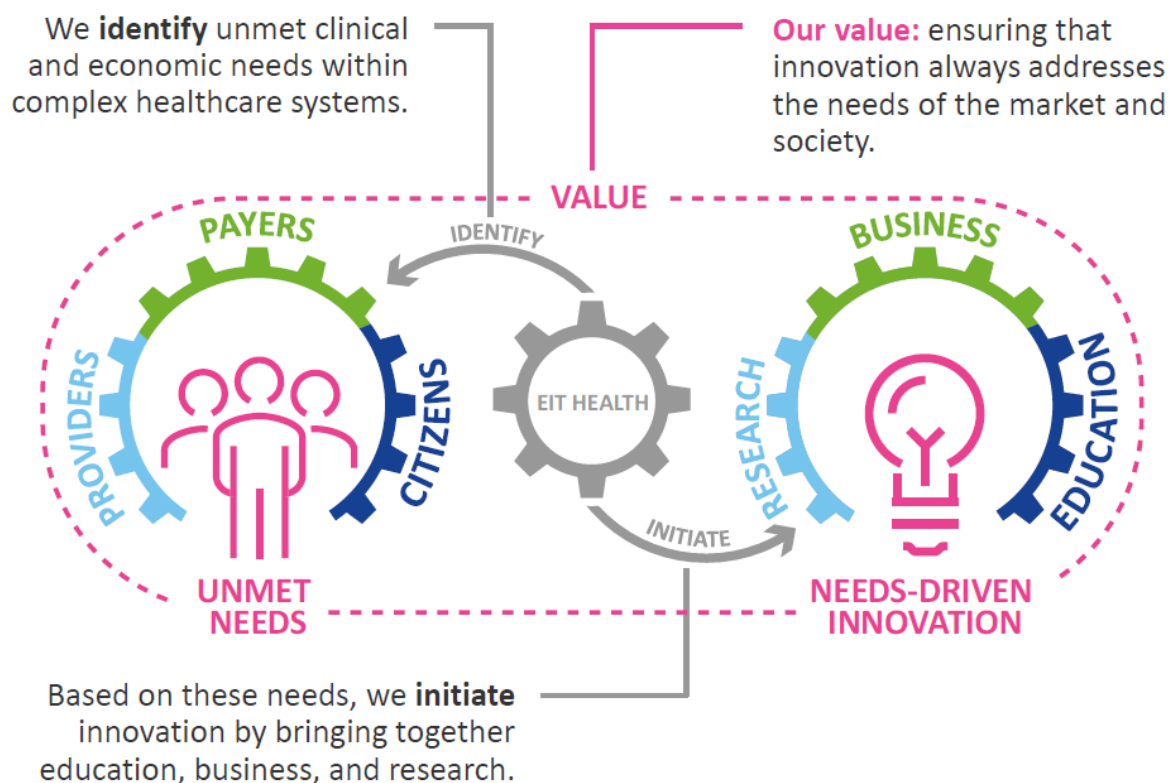 We identify unmet clinical
and economic needs within
complex healthcare systems.
Our value: ensuring that
innovation always addresses
the needs of the market and
society.
VALUE
PAYERS
IDENTIFY
BUSINESS
PROVIDERS
CITIZENS
EIT HEALTH
RESEARCH
EDUCATION
INITIATE
UNMET
NEEDS
NEEDS-DRIVEN
INNOVATION
Based on these needs, we initiate
innovation by bringing together
education, business, and research.